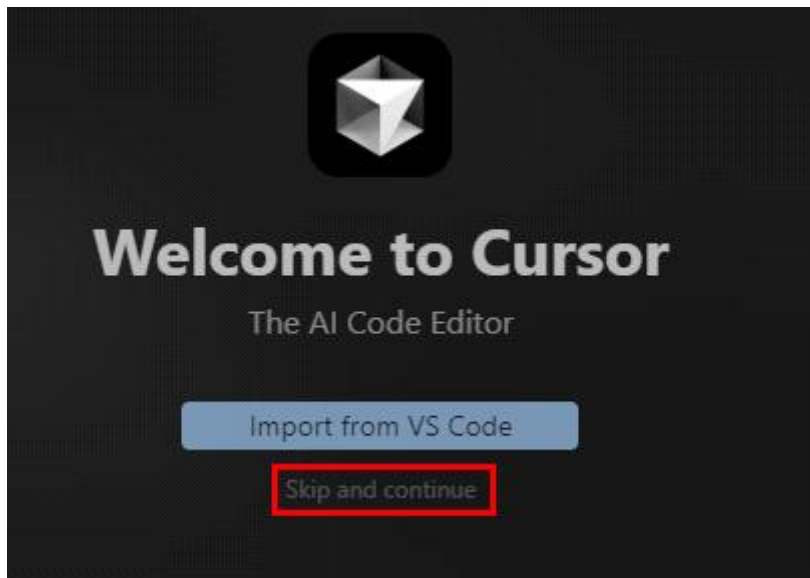 Welcome to Cursor
The AI Code Editor
Import from VS Code
Skip and continue